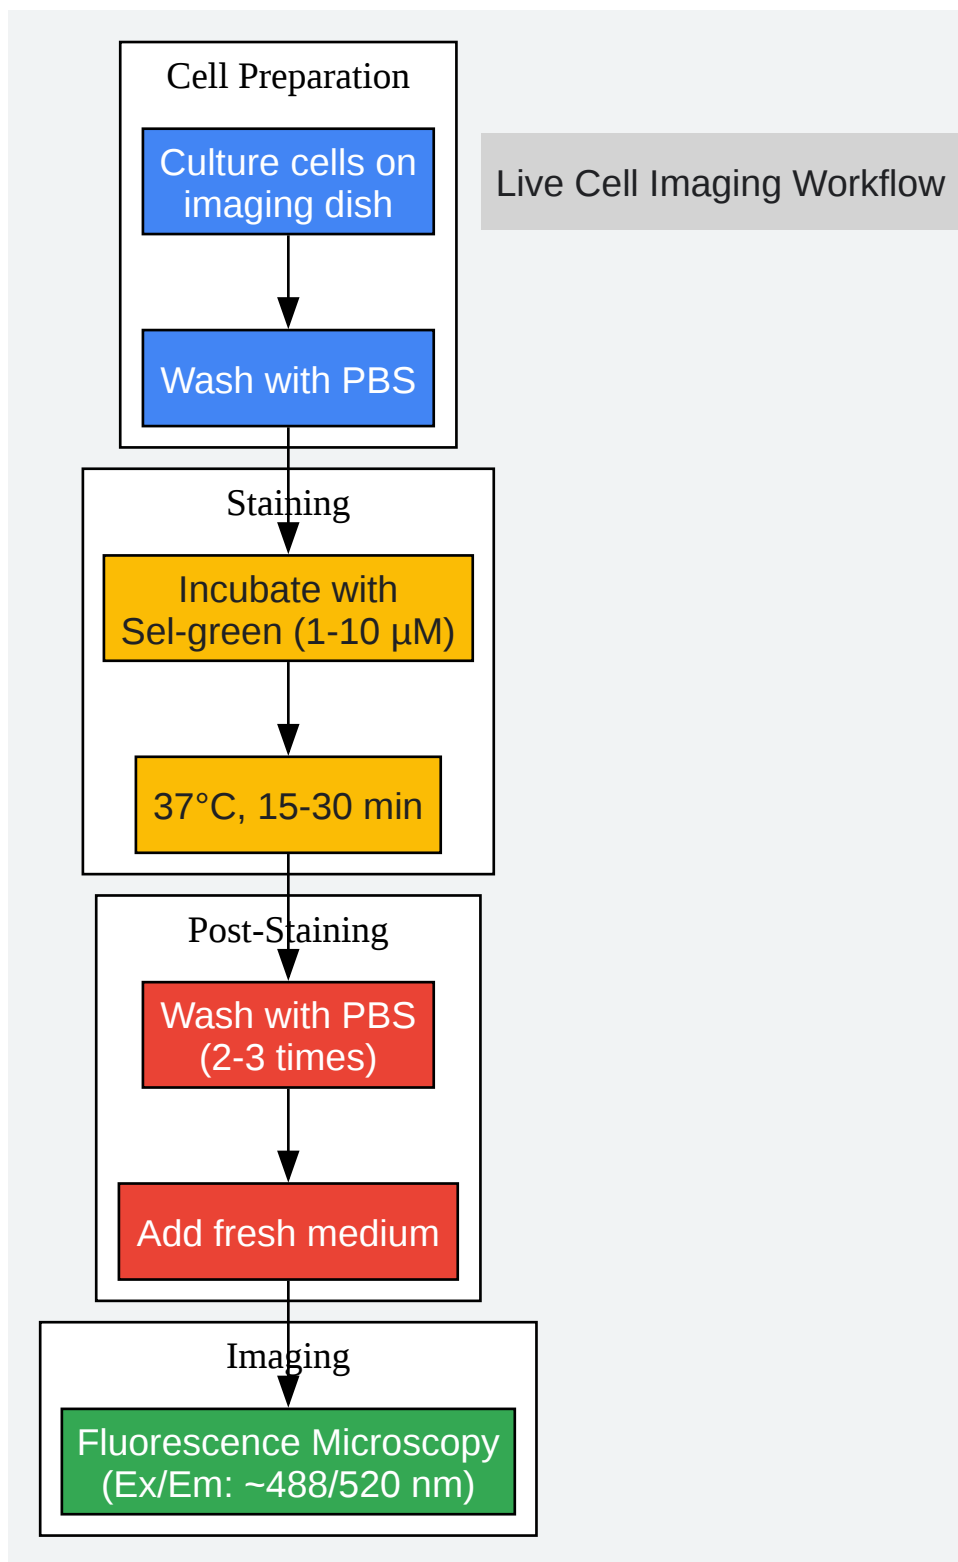 Cell Preparation
Culture cells on
imaging dish
Live Cell Imaging Workflow
Wash with PBS
Staining
Incubate with
Sel-green (1-10 µM)
37°C, 15-30 min
Post-Staining
Wash with PBS
(2-3 times)
Add fresh medium
Imaging
Fluorescence Microscopy
(Ex/Em: ~488/520 nm)